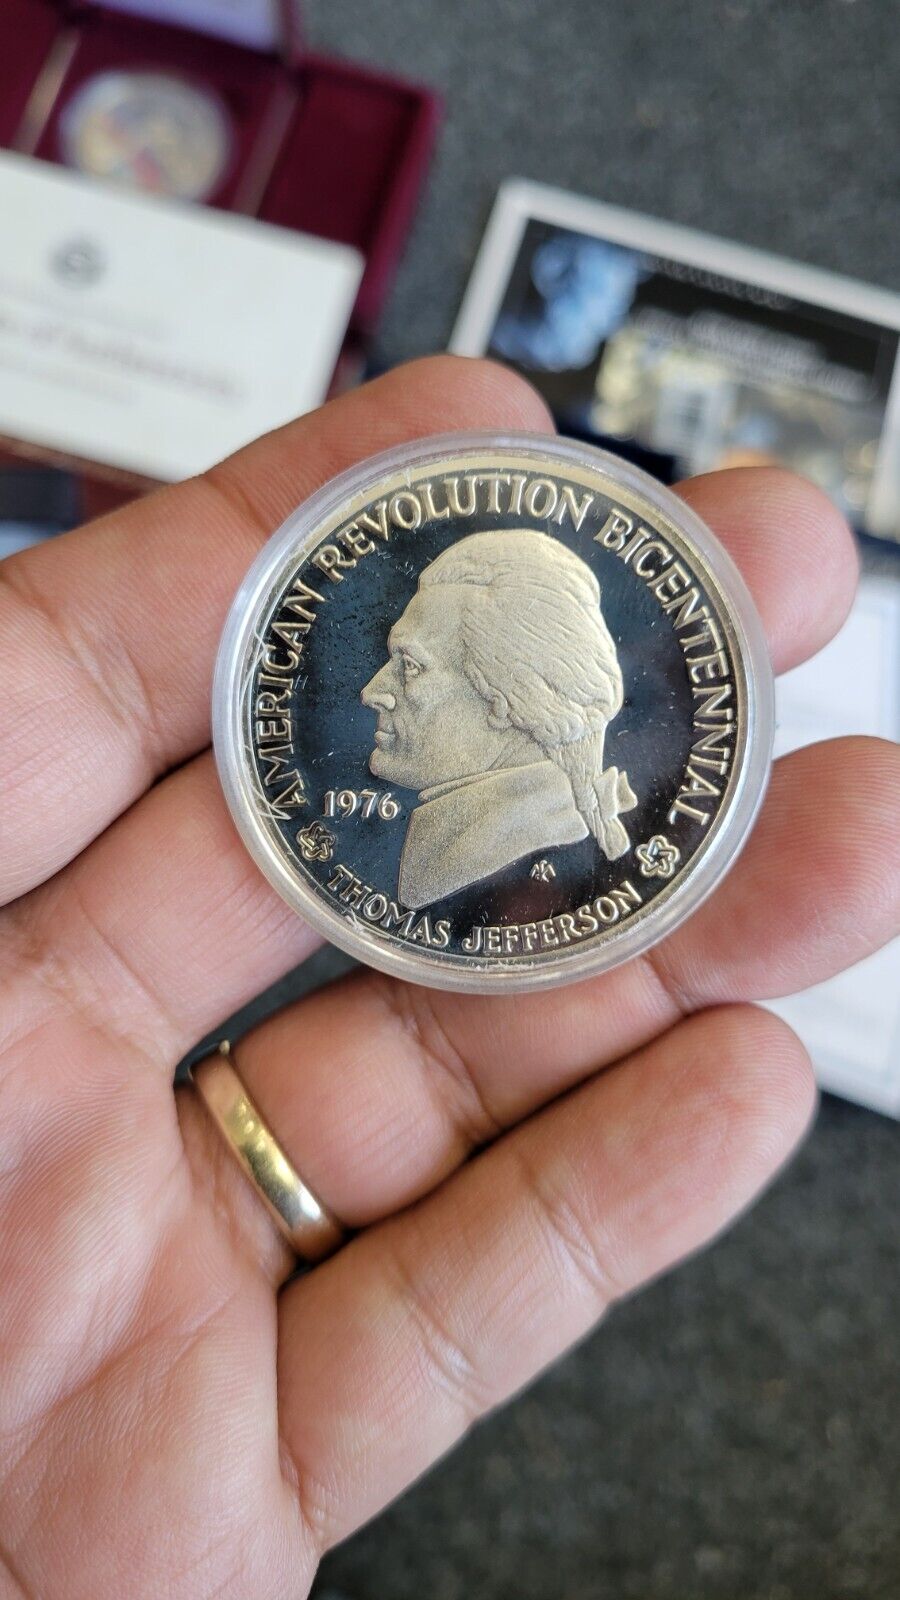 AMERICAN REVOLUTION BICENTENNIAL
1976
THOMAS JEFFERSON